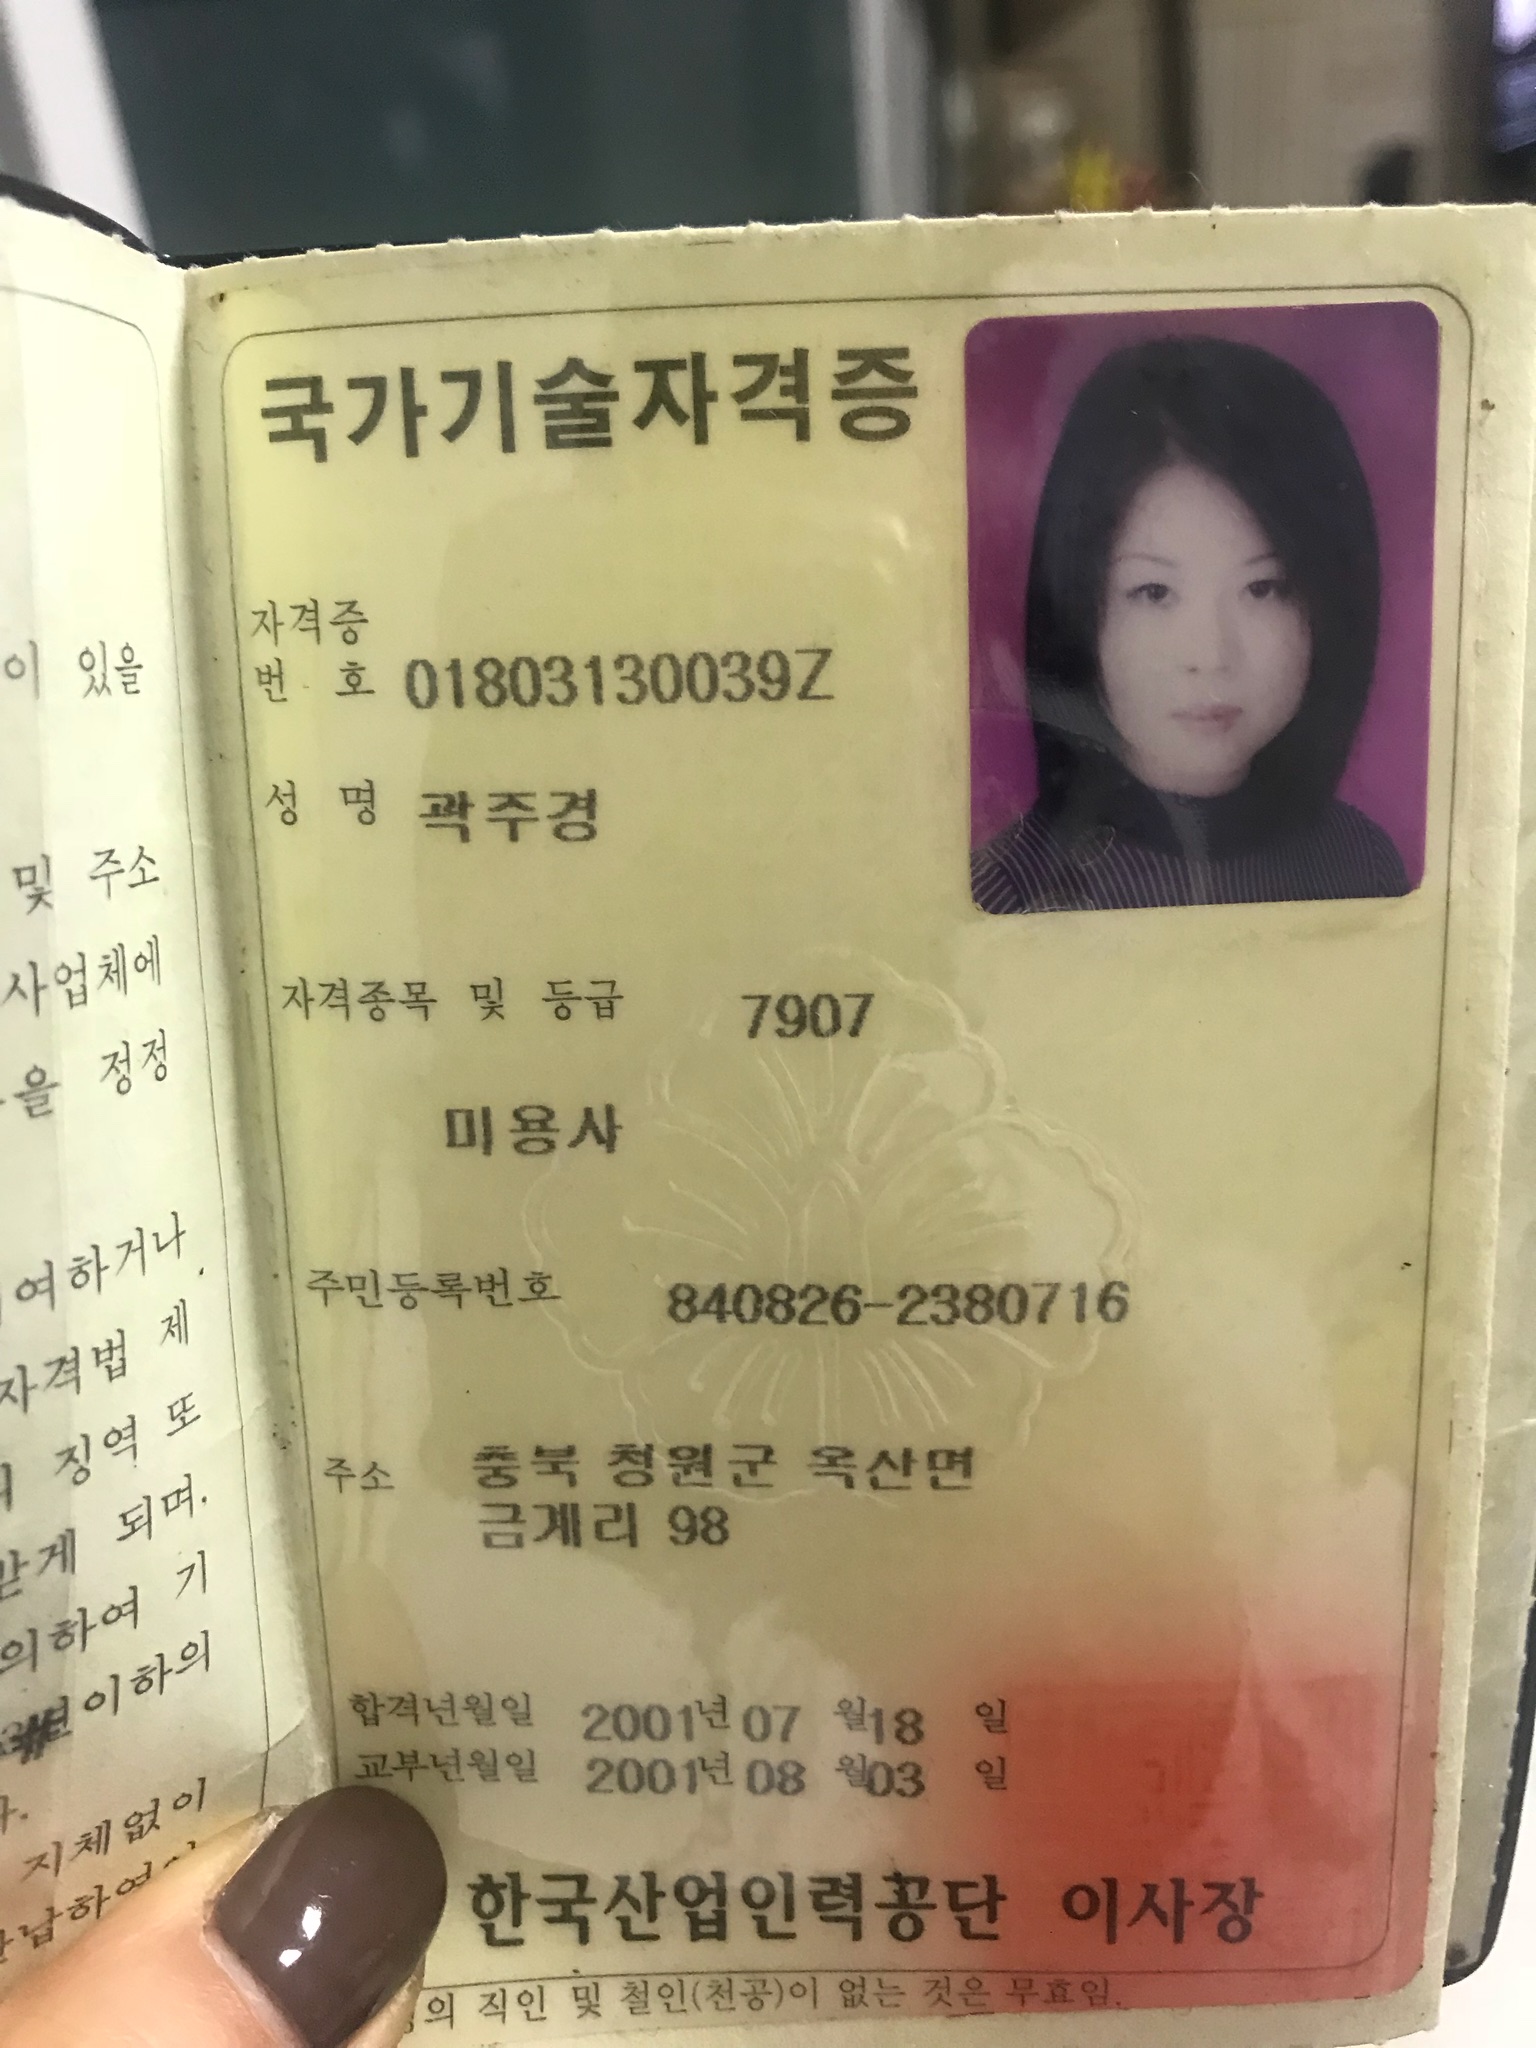 이 있을
및 주소
사업체에
을 정정
여하거나
자격법 제
징역 또
받게 되며.
의하여 기
이하의
지체없이
국가기술자격증
자격증
번 호 01803130039Z
성 명 곽주경
자격종목 및 등급 7907
미용사
주민등록번호 840826-2380716
주소 충북 청원군 옥산면
금계리 98
합격년월일 2001년 07 월18 일
교부년월일 2001년 08 월03 일
한국산업인력공단 이사장
의 직인 및 철인(천공)이 없는 것은 무효임.